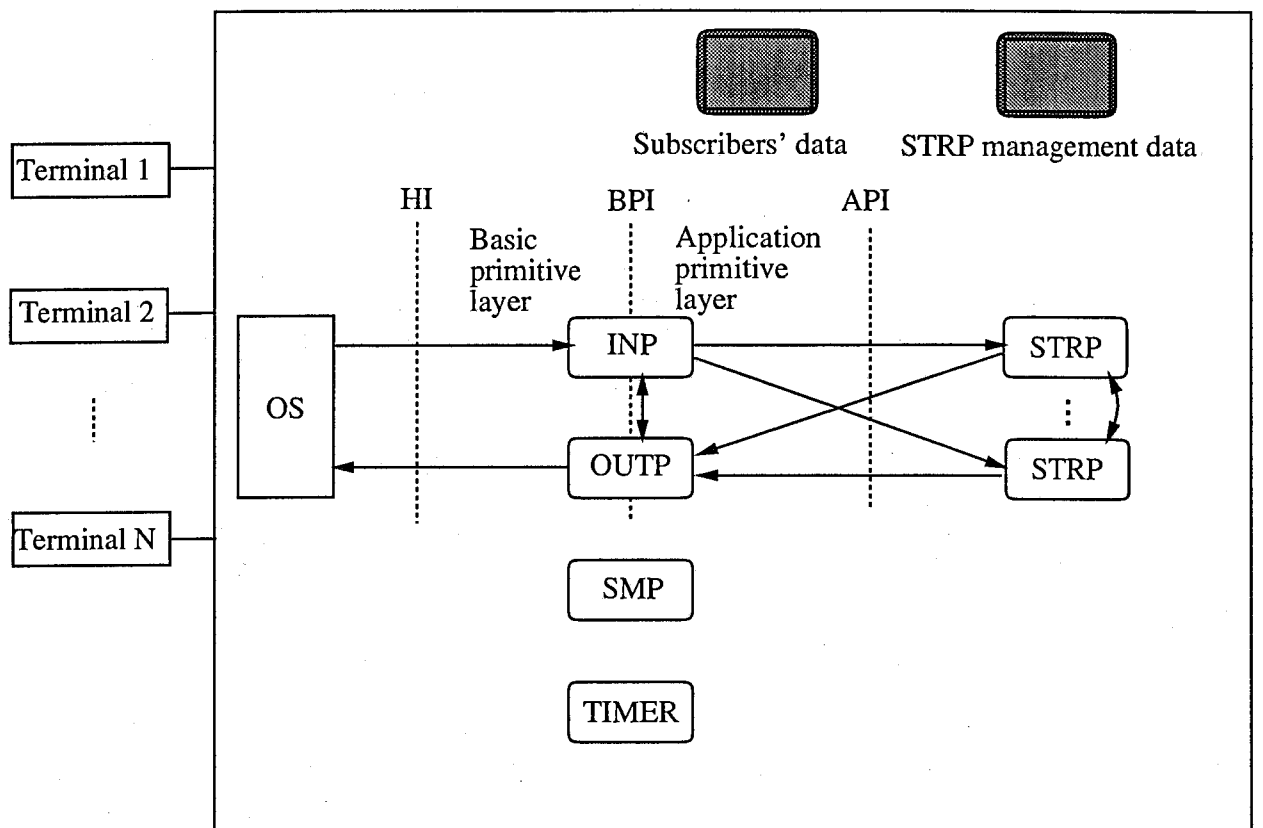 Subscribers' data
STRP management data
Terminal 1
HI
BPI
API
Basic
primitive
layer
Application
primitive
layer
Terminal 2
INP
STRP
OS
OUTP
STRP
Terminal N
SMP
TIMER